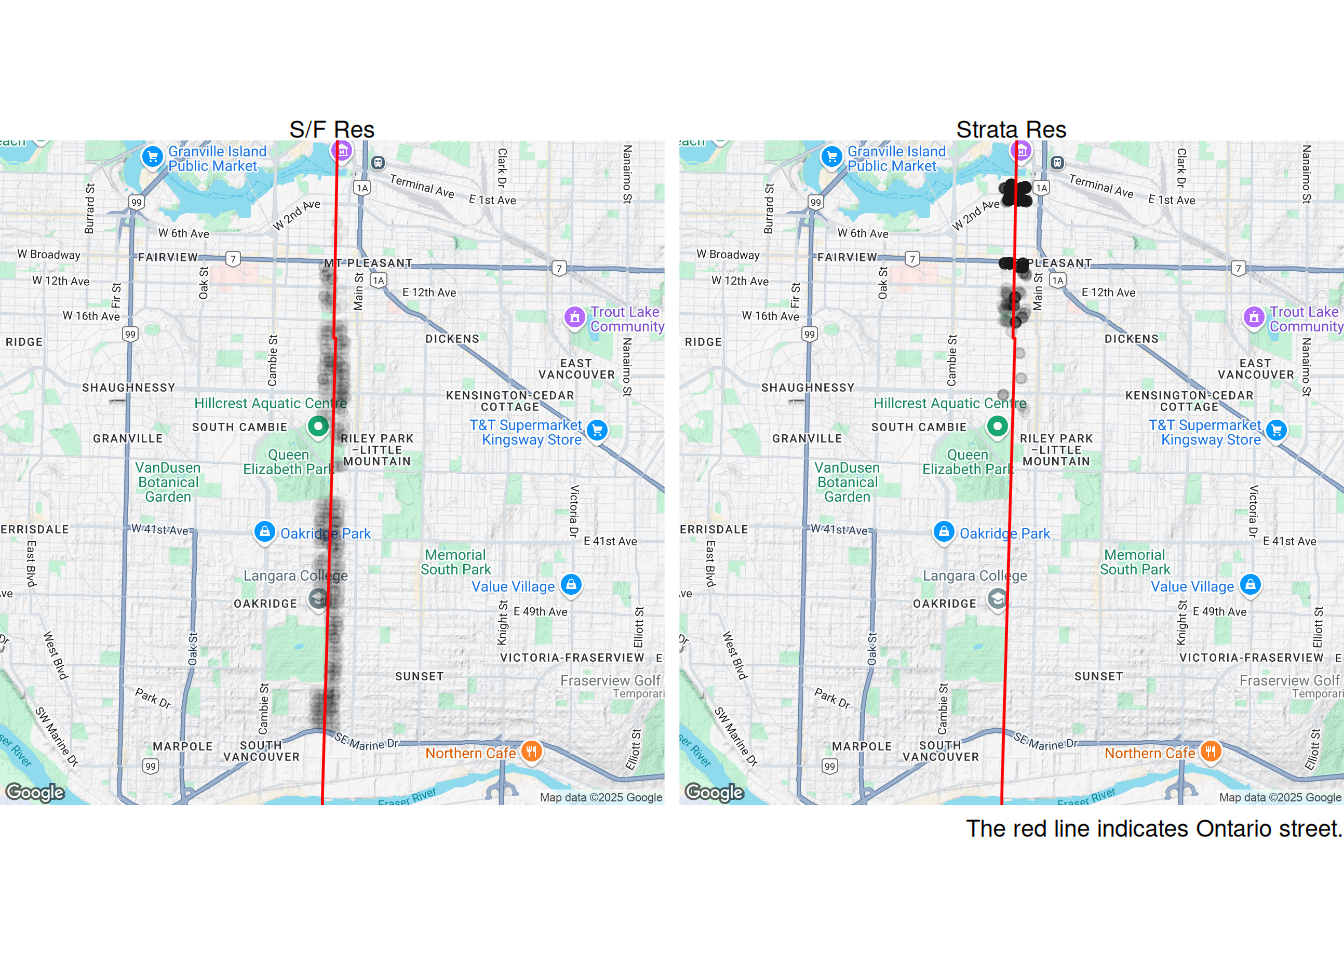 S/F Res
each
Granville Island
Public Market
1A
Terminal Ave
Clark Dr
Nanaimo St
Burrard St
99
E 1st Ave
W 2nd Ave
W 6th Ave
W Broadway
FAIRVIEW
7
MT PLEASANT
7
W 12th Ave
Oak St
Fir St
Main St
1A
E 12th Ave
W 16th Ave
Trout Lake
Community
99
RIDGE
DICKENS
Cambie St
Nanaimo St
EAST
VANCOUVER
SHAUGHNESSY
Hillcrest Aquatic Centre
KENSINGTON-CEDAR
COTTAGE
SOUTH CAMBIE
T&T Supermarket
Kingsway Store
GRANVILLE
RILEY PARK
-LITTLE
MOUNTAIN
Queen
Elizabeth Park
VanDusen
Botanical
Garden
Victoria Dr
ERRISDALE
W 41st Ave
Oakridge Park
E 41st Ave
East Blvd
Memorial
South Park
Langara College
Value Village
ve
OAKRIDGE
E 49th Ave
Knight St
Elliott St
Dr
West Blvd
Oak St
VICTORIA-FRASERVIEW
E
SUNSET
Fraserview Golf
Temporari
Park Dr
Cambie St
SW Marine Dr
Elliott St
MARPOLE
SOUTH
VANCOUVER
SE Marine Dr
Northern Cafe
ser River
99
Google
Fraser River
Map data ©2025 Google
Strata Res
each
Granville Island
Public Market
1A
Terminal Ave
Clark Dr
Nanaimo St
Burrard St
99
E 1st Ave
W 2nd Ave
W 6th Ave
W Broadway
FAIRVIEW
7
PLEASANT
7
W 12th Ave
Oak St
Fir St
Main St
1A
E 12th Ave
W 16th Ave
Trout Lake
Community
99
RIDGE
DICKENS
Cambie St
Nanaimo St
EAST
VANCOUVER
SHAUGHNESSY
Hillcrest Aquatic Centre
KENSINGTON-CEDAR
COTTAGE
SOUTH CAMBIE
T&T Supermarket
Kingsway Store
GRANVILLE
RILEY PARK
-LITTLE
MOUNTAIN
Queen
Elizabeth Park
VanDusen
Botanical
Garden
Victoria Dr
ERRISDALE
W 41st Ave
Oakridge Park
E 41st Ave
East Blvd
Memorial
South Park
Langara College
Value Village
ve
OAKRIDGE
E 49th Ave
Knight St
Elliott St
Dr
West Blvd
Oak St
VICTORIA-FRASERVIEW
E
SUNSET
Fraserview Golf
Temporari
Park Dr
Cambie St
SW Marine Dr
Elliott St
MARPOLE
SOUTH
VANCOUVER
SE Marine Dr
Northern Cafe
ser River
99
Google
Fraser River
Map data ©2025 Google
The red line indicates Ontario street.